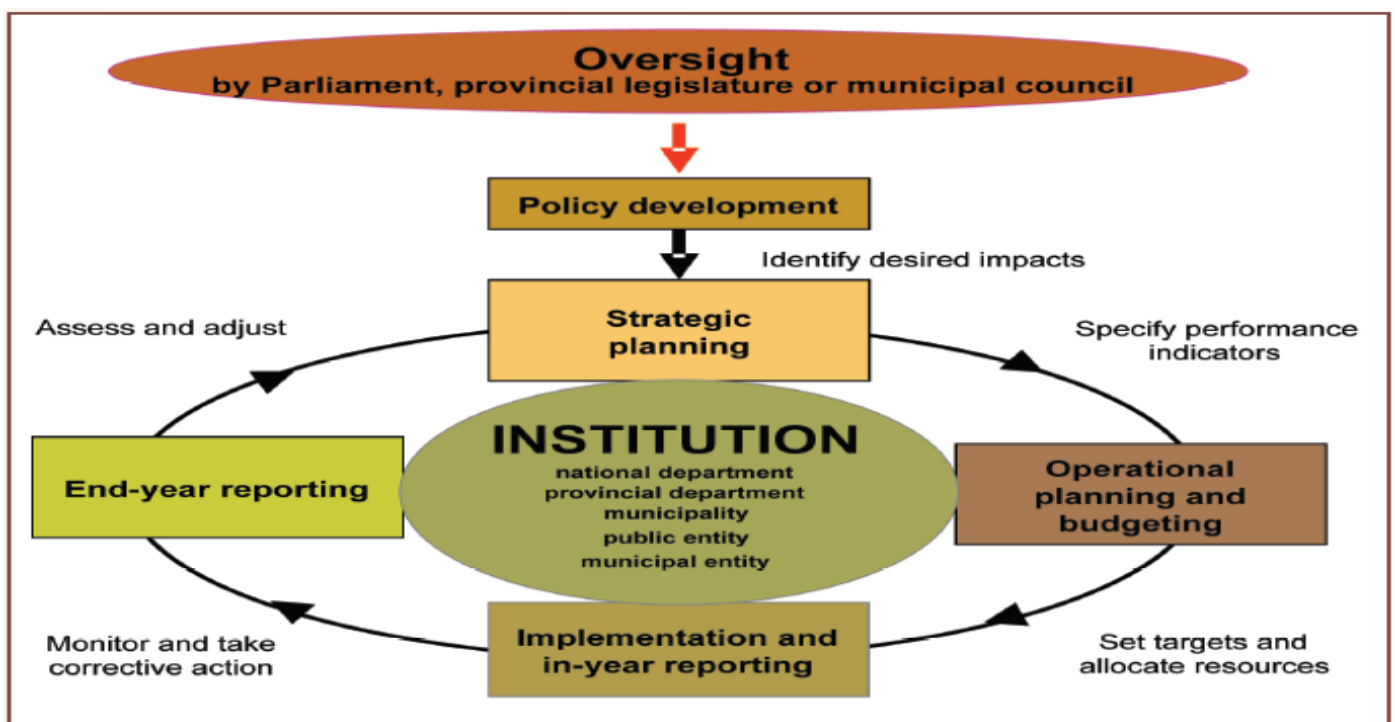 Oversight
by Parliament, provincial legislature or municipal council
Policy development
Identify desired impacts
Strategic
planning
Assess and adjust
Specify performance
indicators
INSTITUTION
national department
provincial department
municipality
public entity
municipal entity
End-year reporting
Operational
planning and
budgeting
Implementation and
in-year reporting
Monitor and take
corrective action
Set targets and
allocate resources